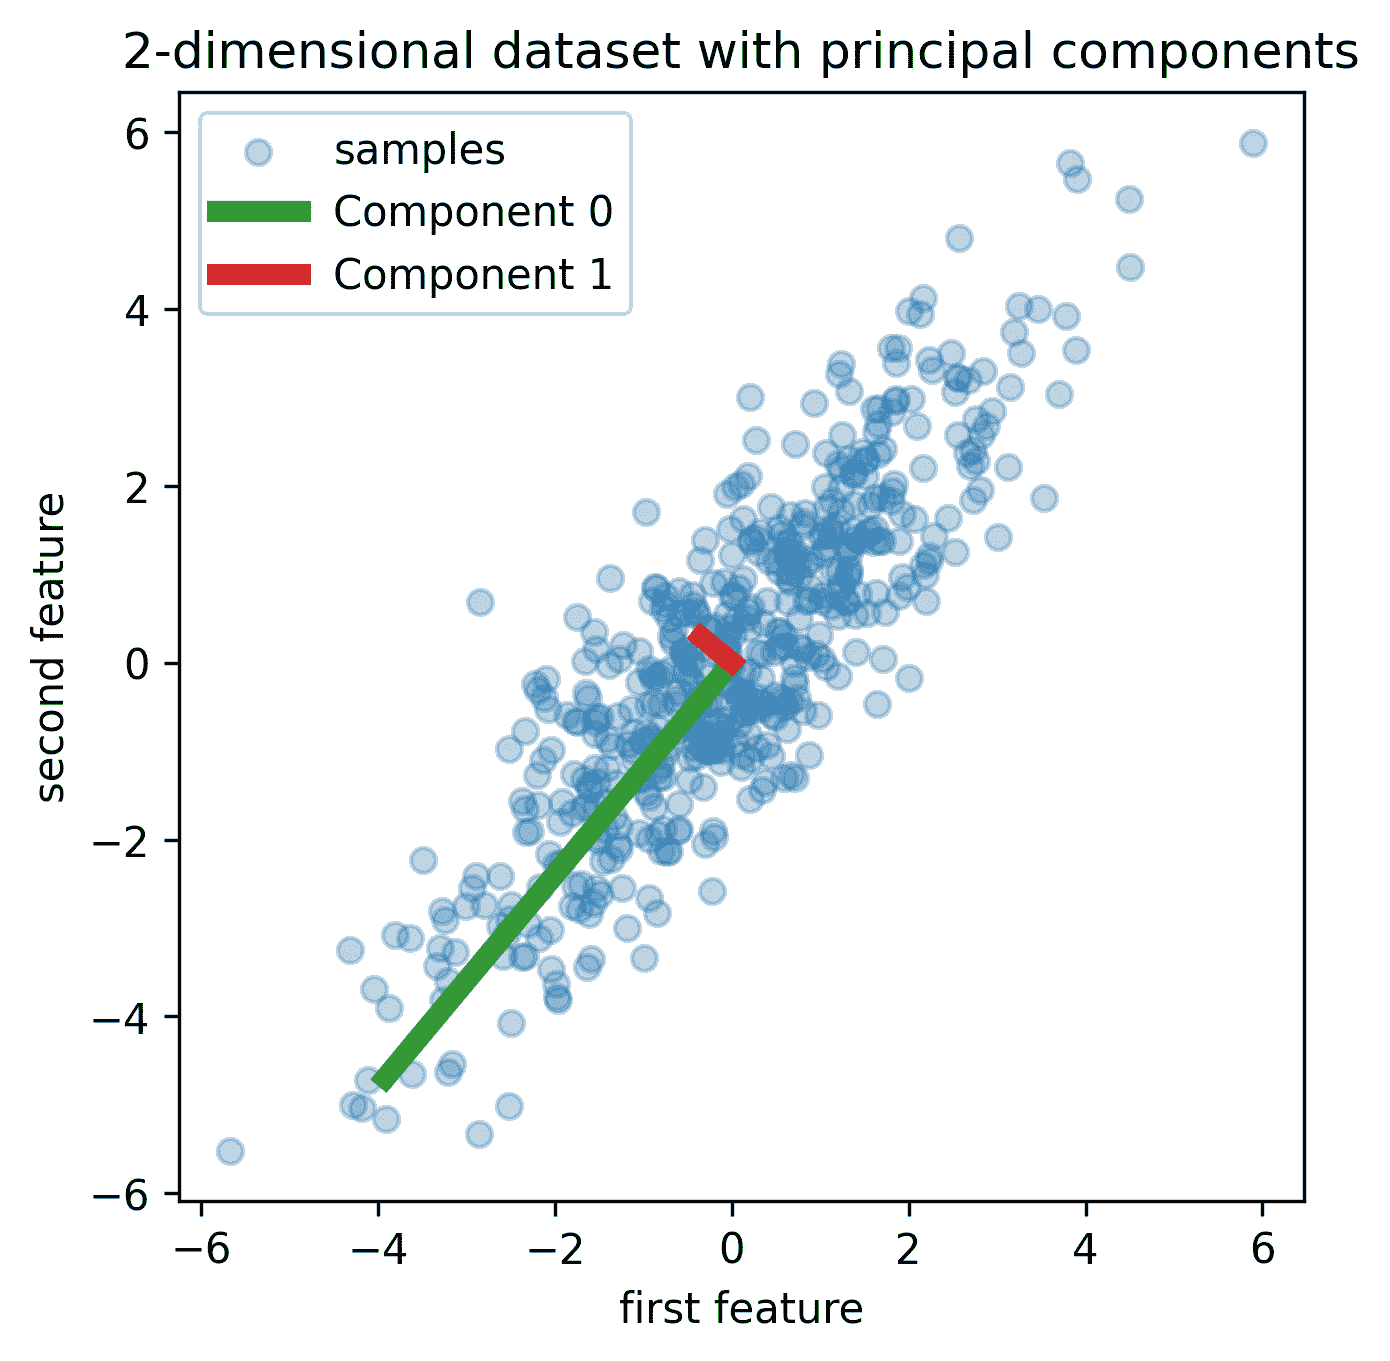 2-dimensional dataset with principal components
samples
Component 0
Component 1
6
4
2
0
−2
−4
−6
second feature
−6 −4 −2 0 2 4 6
first feature